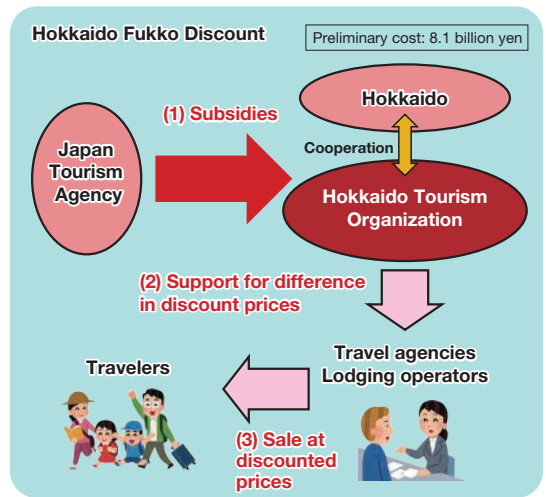 Hokkaido Fukko Discount
Preliminary cost: 8.1 billion yen
Hokkaido
(1) Subsidies
Japan
Tourism
Agency
Cooperation
Hokkaido Tourism
Organization
(2) Support for difference
in discount prices
Travel agencies
Lodging operators
Travelers
(3) Sale at
discounted
prices